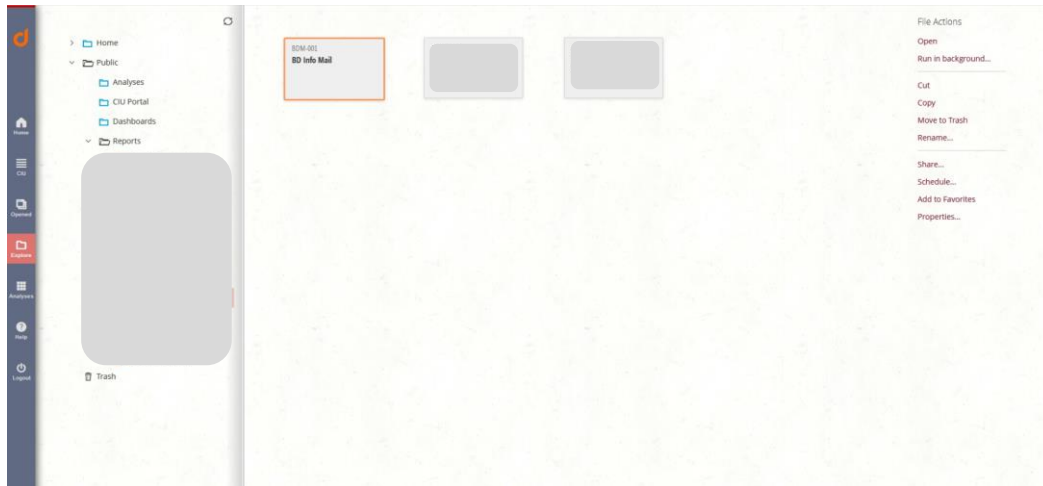 Home
CIU
Opened
Explore
Analyses
Help
Logout
Home
Public
Analyses
CIU Portal
Dashboards
Reports
Trash
BDM-001
BD Info Mail
File Actions
Open
Run in background...
Cut
Copy
Move to Trash
Rename...
Share...
Schedule...
Add to Favorites
Properties...